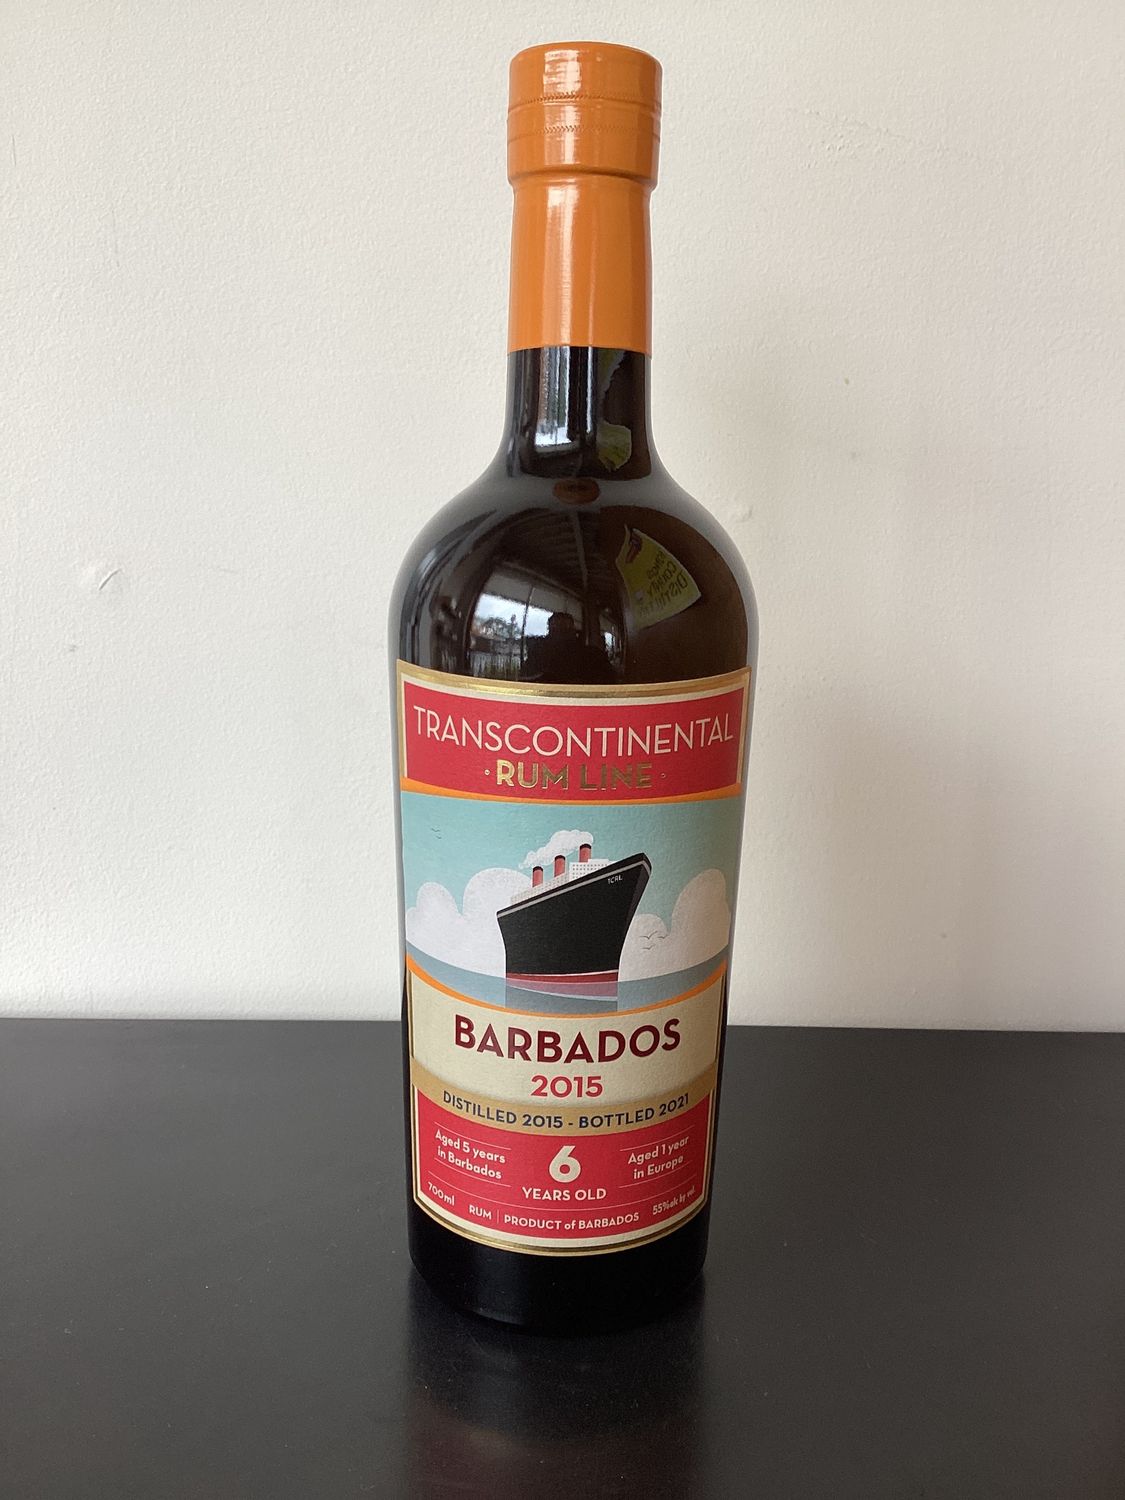 TRANSCONTINENTAL
· RUM LINE ·
TCRL
BARBADOS
2015
DISTILLED 2015 - BOTTLED 2021
Aged 5 years
in Barbados
6
YEARS OLD
Aged 1 year
in Europe
700ml
RUM | PRODUCT of BARBADOS
55%alc by vol.